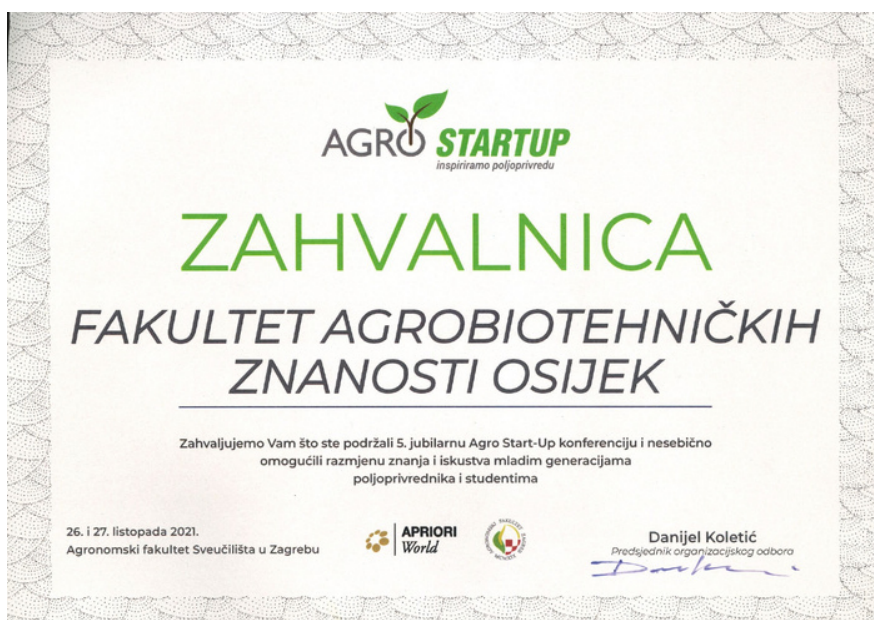 AGRO STARTUP
inspiriramo poljoprivredu
ZAHVALNICA
FAKULTET AGROBIOTEHNIČKIH
ZNANOSTI OSIJEK
Zahvaljujemo Vam što ste podržali 5. jubilarnu Agro Start-Up konferenciju i nesebično
omogućili razmjenu znanja i iskustva mladim generacijama
poljoprivrednika i studentima
26. i 27. listopada 2021.
Agronomski fakultet Sveučilišta u Zagrebu
APRIORI
World
Danijel Koletić
Predsjednik organizacijskog odbora